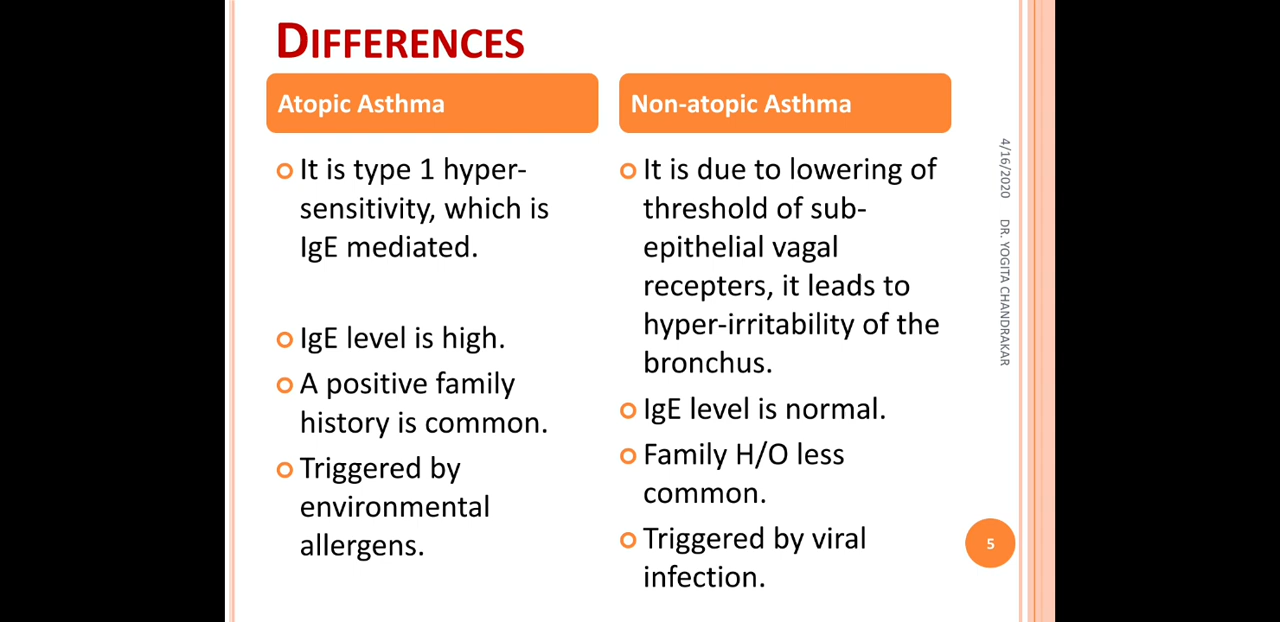 DIFFERENCES
Atopic Asthma
It is type 1 hyper-
sensitivity, which is
IgE mediated.
IgE level is high.
A positive family
history is common.
Triggered by
environmental
allergens.
Non-atopic Asthma
It is due to lowering of
threshold of sub-
epithelial vagal
recepters, it leads to
hyper-irritability of the
bronchus.
IgE level is normal.
Family H/O less
common.
Triggered by viral
infection.
4/16/2020 DR. YOGITA CHANDRAKAR
5